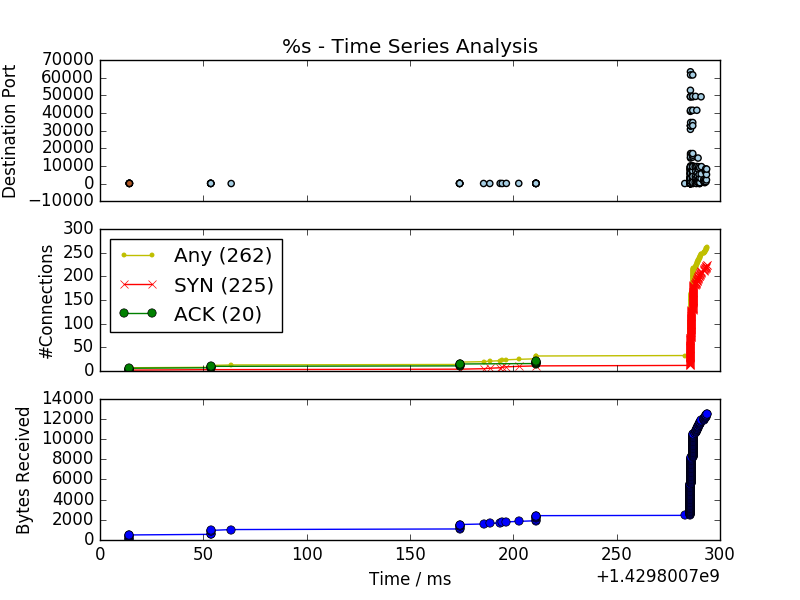 %s - Time Series Analysis
70000
60000
50000
40000
30000
20000
10000
0
−10000
Destination Port
300
250
200
150
100
50
0
#Connections
Any (262)
SYN (225)
ACK (20)
14000
12000
10000
8000
6000
4000
2000
0
Bytes Received
0 50 100 150 200 250 300
Time / ms
+1.4298007e9